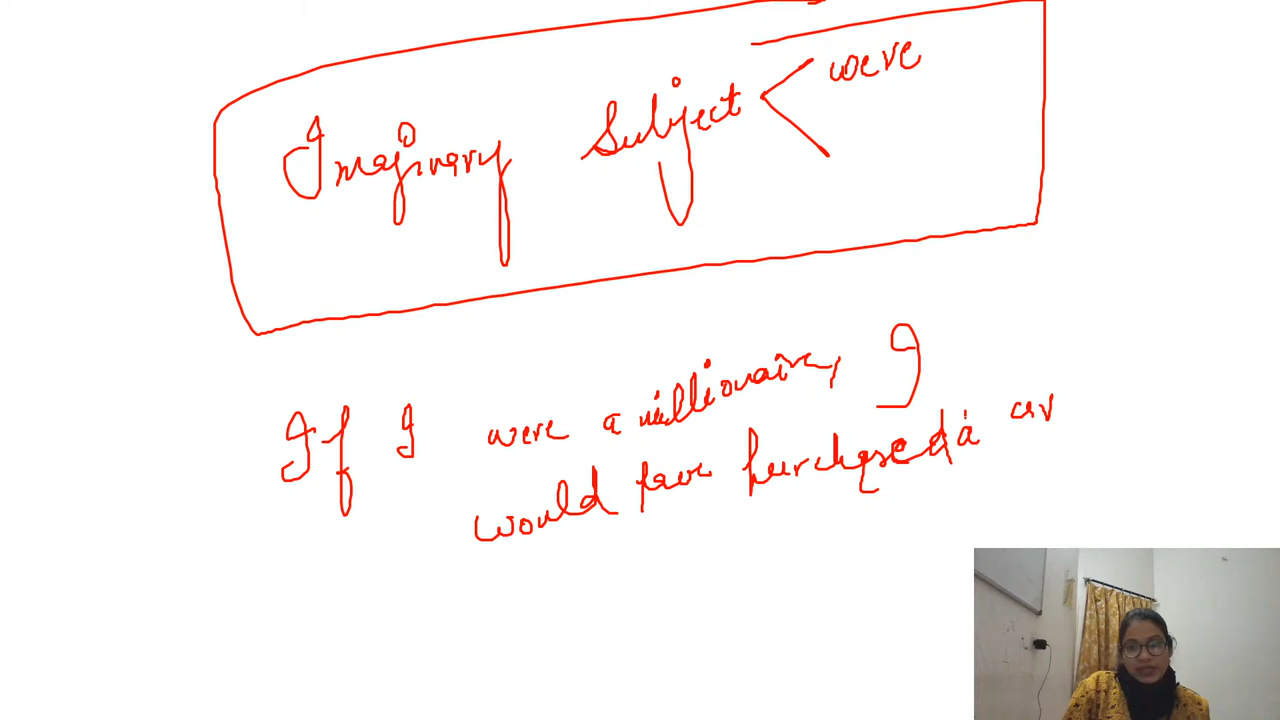 Imaginary Subject were
If I were a millionaire, I
would have purchased a car